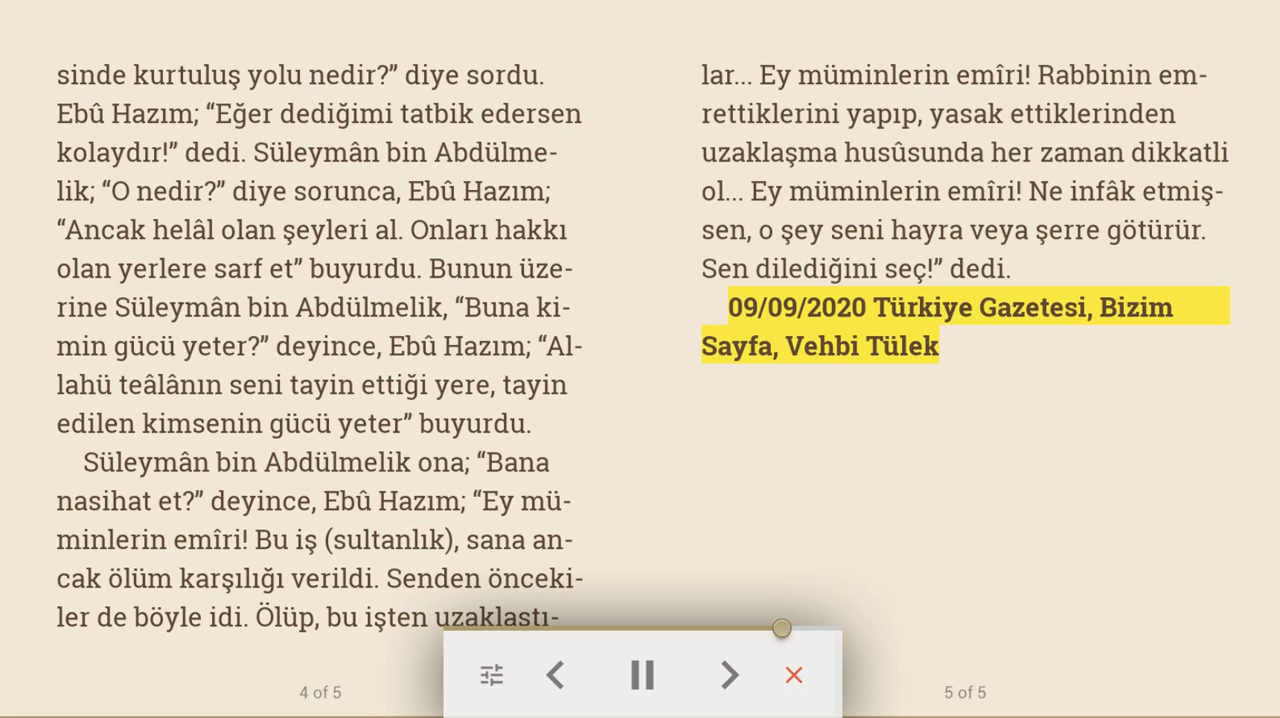 sinde kurtuluş yolu nedir?” diye sordu.
Ebû Hazım; “Eğer dediğimi tatbik edersen
kolaydır!” dedi. Süleymân bin Abdülme-
lik; “O nedir?” diye sorunca, Ebû Hazım;
“Ancak helâl olan şeyleri al. Onları hakkı
olan yerlere sarf et” buyurdu. Bunun üze-
rine Süleymân bin Abdülmelik, “Buna ki-
min gücü yeter?” deyince, Ebû Hazım; “Al-
lahü teâlânın seni tayin ettiği yere, tayin
edilen kimsenin gücü yeter” buyurdu.
Süleymân bin Abdülmelik ona; “Bana
nasihat et?” deyince, Ebû Hazım; “Ey mü-
minlerin emîri! Bu iş (sultanlık), sana an-
cak ölüm karşılığı verildi. Senden önceki-
ler de böyle idi. Ölüp, bu işten uzaklaştı-
4 of 5
lar... Ey müminlerin emîri! Rabbinin em-
rettiklerini yapıp, yasak ettiklerinden
uzaklaşma husûsunda her zaman dikkatli
ol... Ey müminlerin emîri! Ne infâk etmiş-
sen, o şey seni hayra veya şerre götürür.
Sen dilediğini seç!” dedi.
09/09/2020 Türkiye Gazetesi, Bizim
Sayfa, Vehbi Tülek
5 of 5